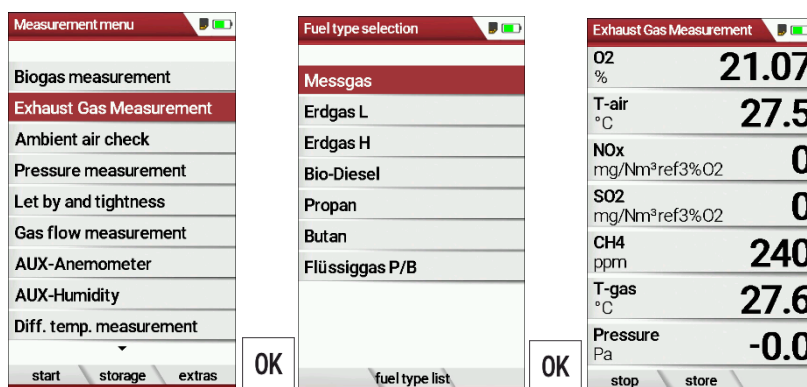 Measurement menu
Biogas measurement
Exhaust Gas Measurement
Ambient air check
Pressure measurement
Let by and tightness
Gas flow measurement
AUX-Anemometer
AUX-Humidity
Diff. temp. measurement
start storage extras
OK
Fuel type selection
Messgas
Erdgas L
Erdgas H
Bio-Diesel
Propan
Butan
Flüssiggas P/B
fuel type list
OK
Exhaust Gas Measurement
O2 21.07
%
T-air 27.5
°C
NOx 0
mg/Nm³ref3%O2
SO2 0
mg/Nm³ref3%O2
CH4 240
ppm
T-gas 27.6
°C
Pressure -0.0
Pa
stop store